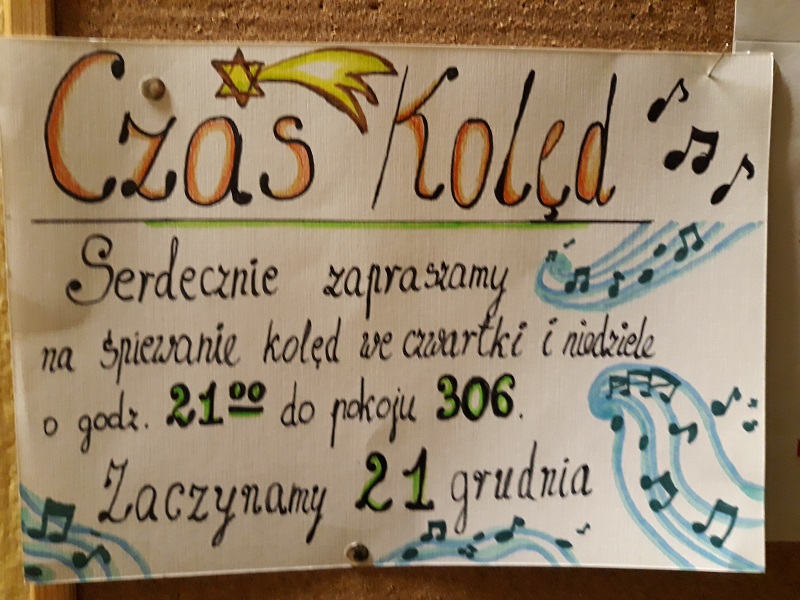 Czas Kolęd
Serdecznie zapraszamy
na śpiewanie kolęd we czwartki i niedziele
o godz. 21⁰⁰ do pokoju 306.
Zaczynamy 21 grudnia